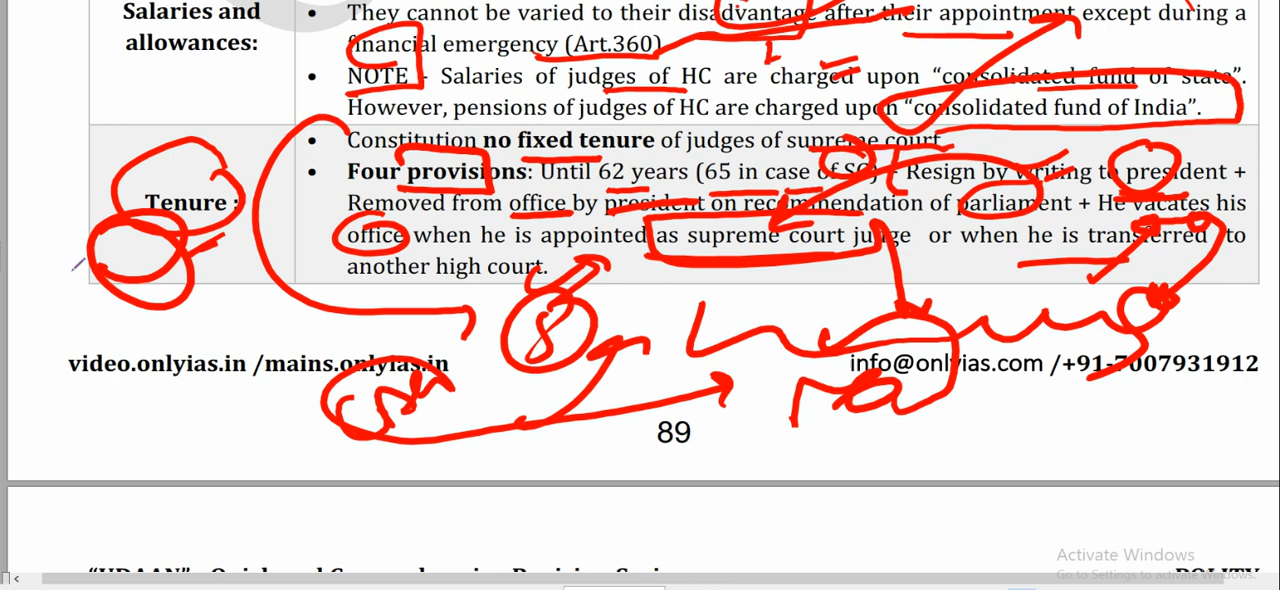 Salaries and
allowances:
• They cannot be varied to their disadvantage after their appointment except during a
financial emergency (Art.360)
• NOTE - Salaries of judges of HC are charged upon “consolidated fund of state”.
However, pensions of judges of HC are charged upon “consolidated fund of India”.
Tenure :
• Constitution no fixed tenure of judges of supreme court
• Four provisions: Until 62 years (65 in case of SC) + Resign by writing to president +
Removed from office by president on recommendation of parliament + He vacates his
office when he is appointed as supreme court judge or when he is transferred to
another high court.
8
video.onlyias.in /mains.onlyias.in
info@onlyias.com /+91-7007931912
89
Activate Windows
Go to Settings to activate Windows.